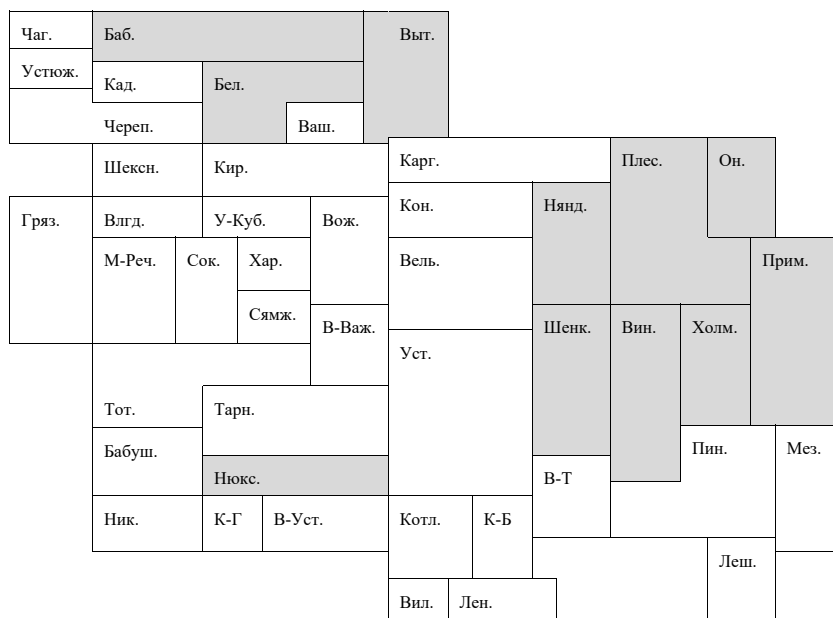 Чаг.
Баб.
Выт.
Устюж.
Кад.
Бел.
Череп.
Ваш.
Шексн.
Кир.
Карг.
Плес.
Он.
Гряз.
Влгд.
У-Куб.
Вож.
Кон.
Нянд.
М-Реч.
Сок.
Хар.
Вель.
Прим.
Сямж.
В-Важ.
Шенк.
Вин.
Холм.
Уст.
Тот.
Тарн.
Бабуш.
Пин.
Мез.
Нюкс.
В-Т
Ник.
К-Г
В-Уст.
Котл.
К-Б
Леш.
Вил.
Лен.